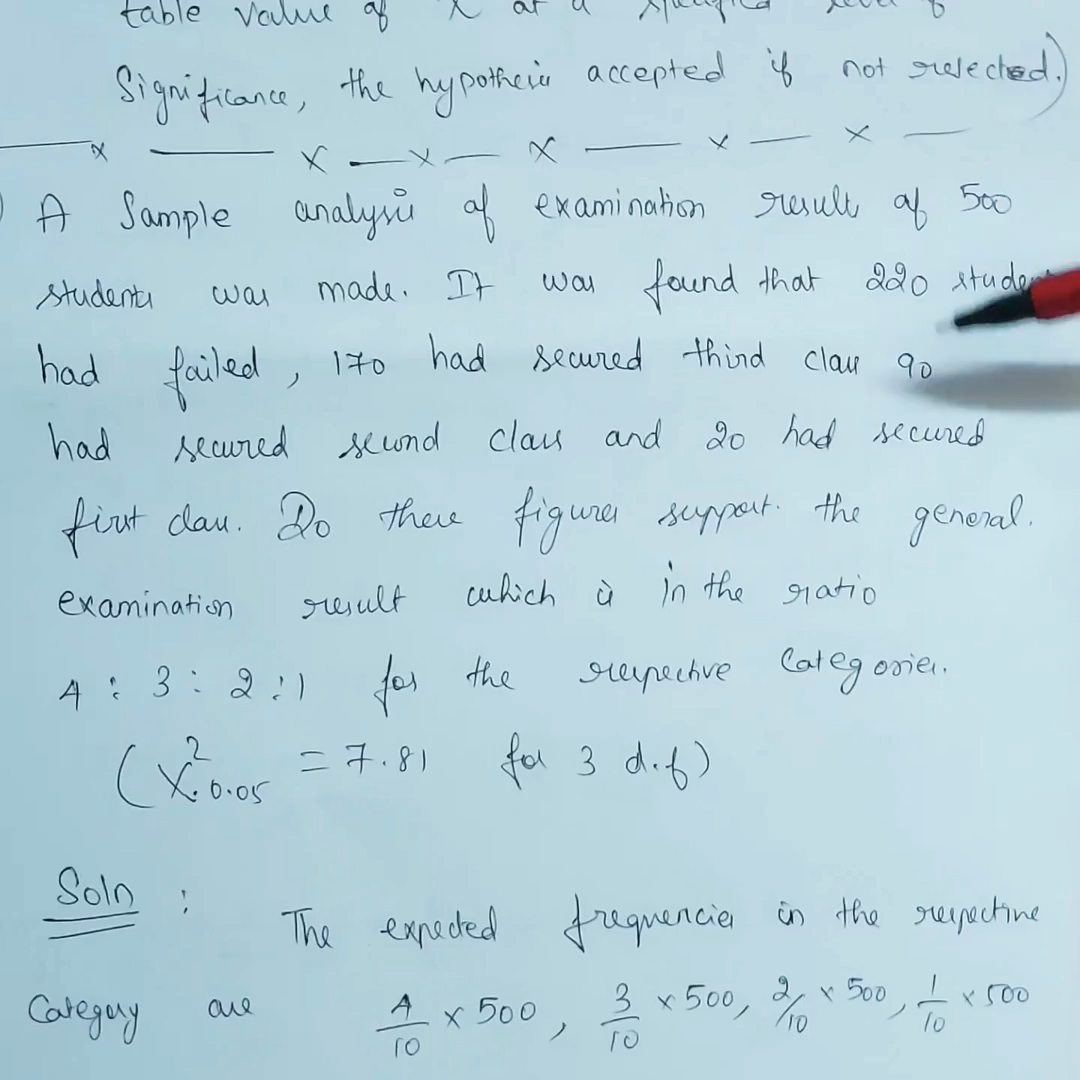 table value of χ² at a specified level of
Significance, the hypothesis accepted if not rejected.)
) A Sample analysis of examination result of 500
students was made. It was found that 220 studen
had failed, 170 had secured third class 90
had secured second class and 20 had secured
first class. Do these figures support. the general.
examination result which is in the ratio
4 : 3 : 2 : 1 for the respective Categories.
(χ²0.05 = 7.81 for 3 d.f)
Soln : The expected frequencies in the respective
Category are 4/10 × 500, 3/10 × 500, 2/10 × 500, 1/10 × 500